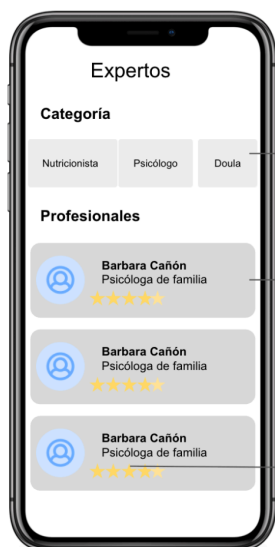 Expertos
Categoría
Nutricionista Psicólogo Doula
Profesionales
Barbara Cañón
Psicóloga de familia
Barbara Cañón
Psicóloga de familia
Barbara Cañón
Psicóloga de familia